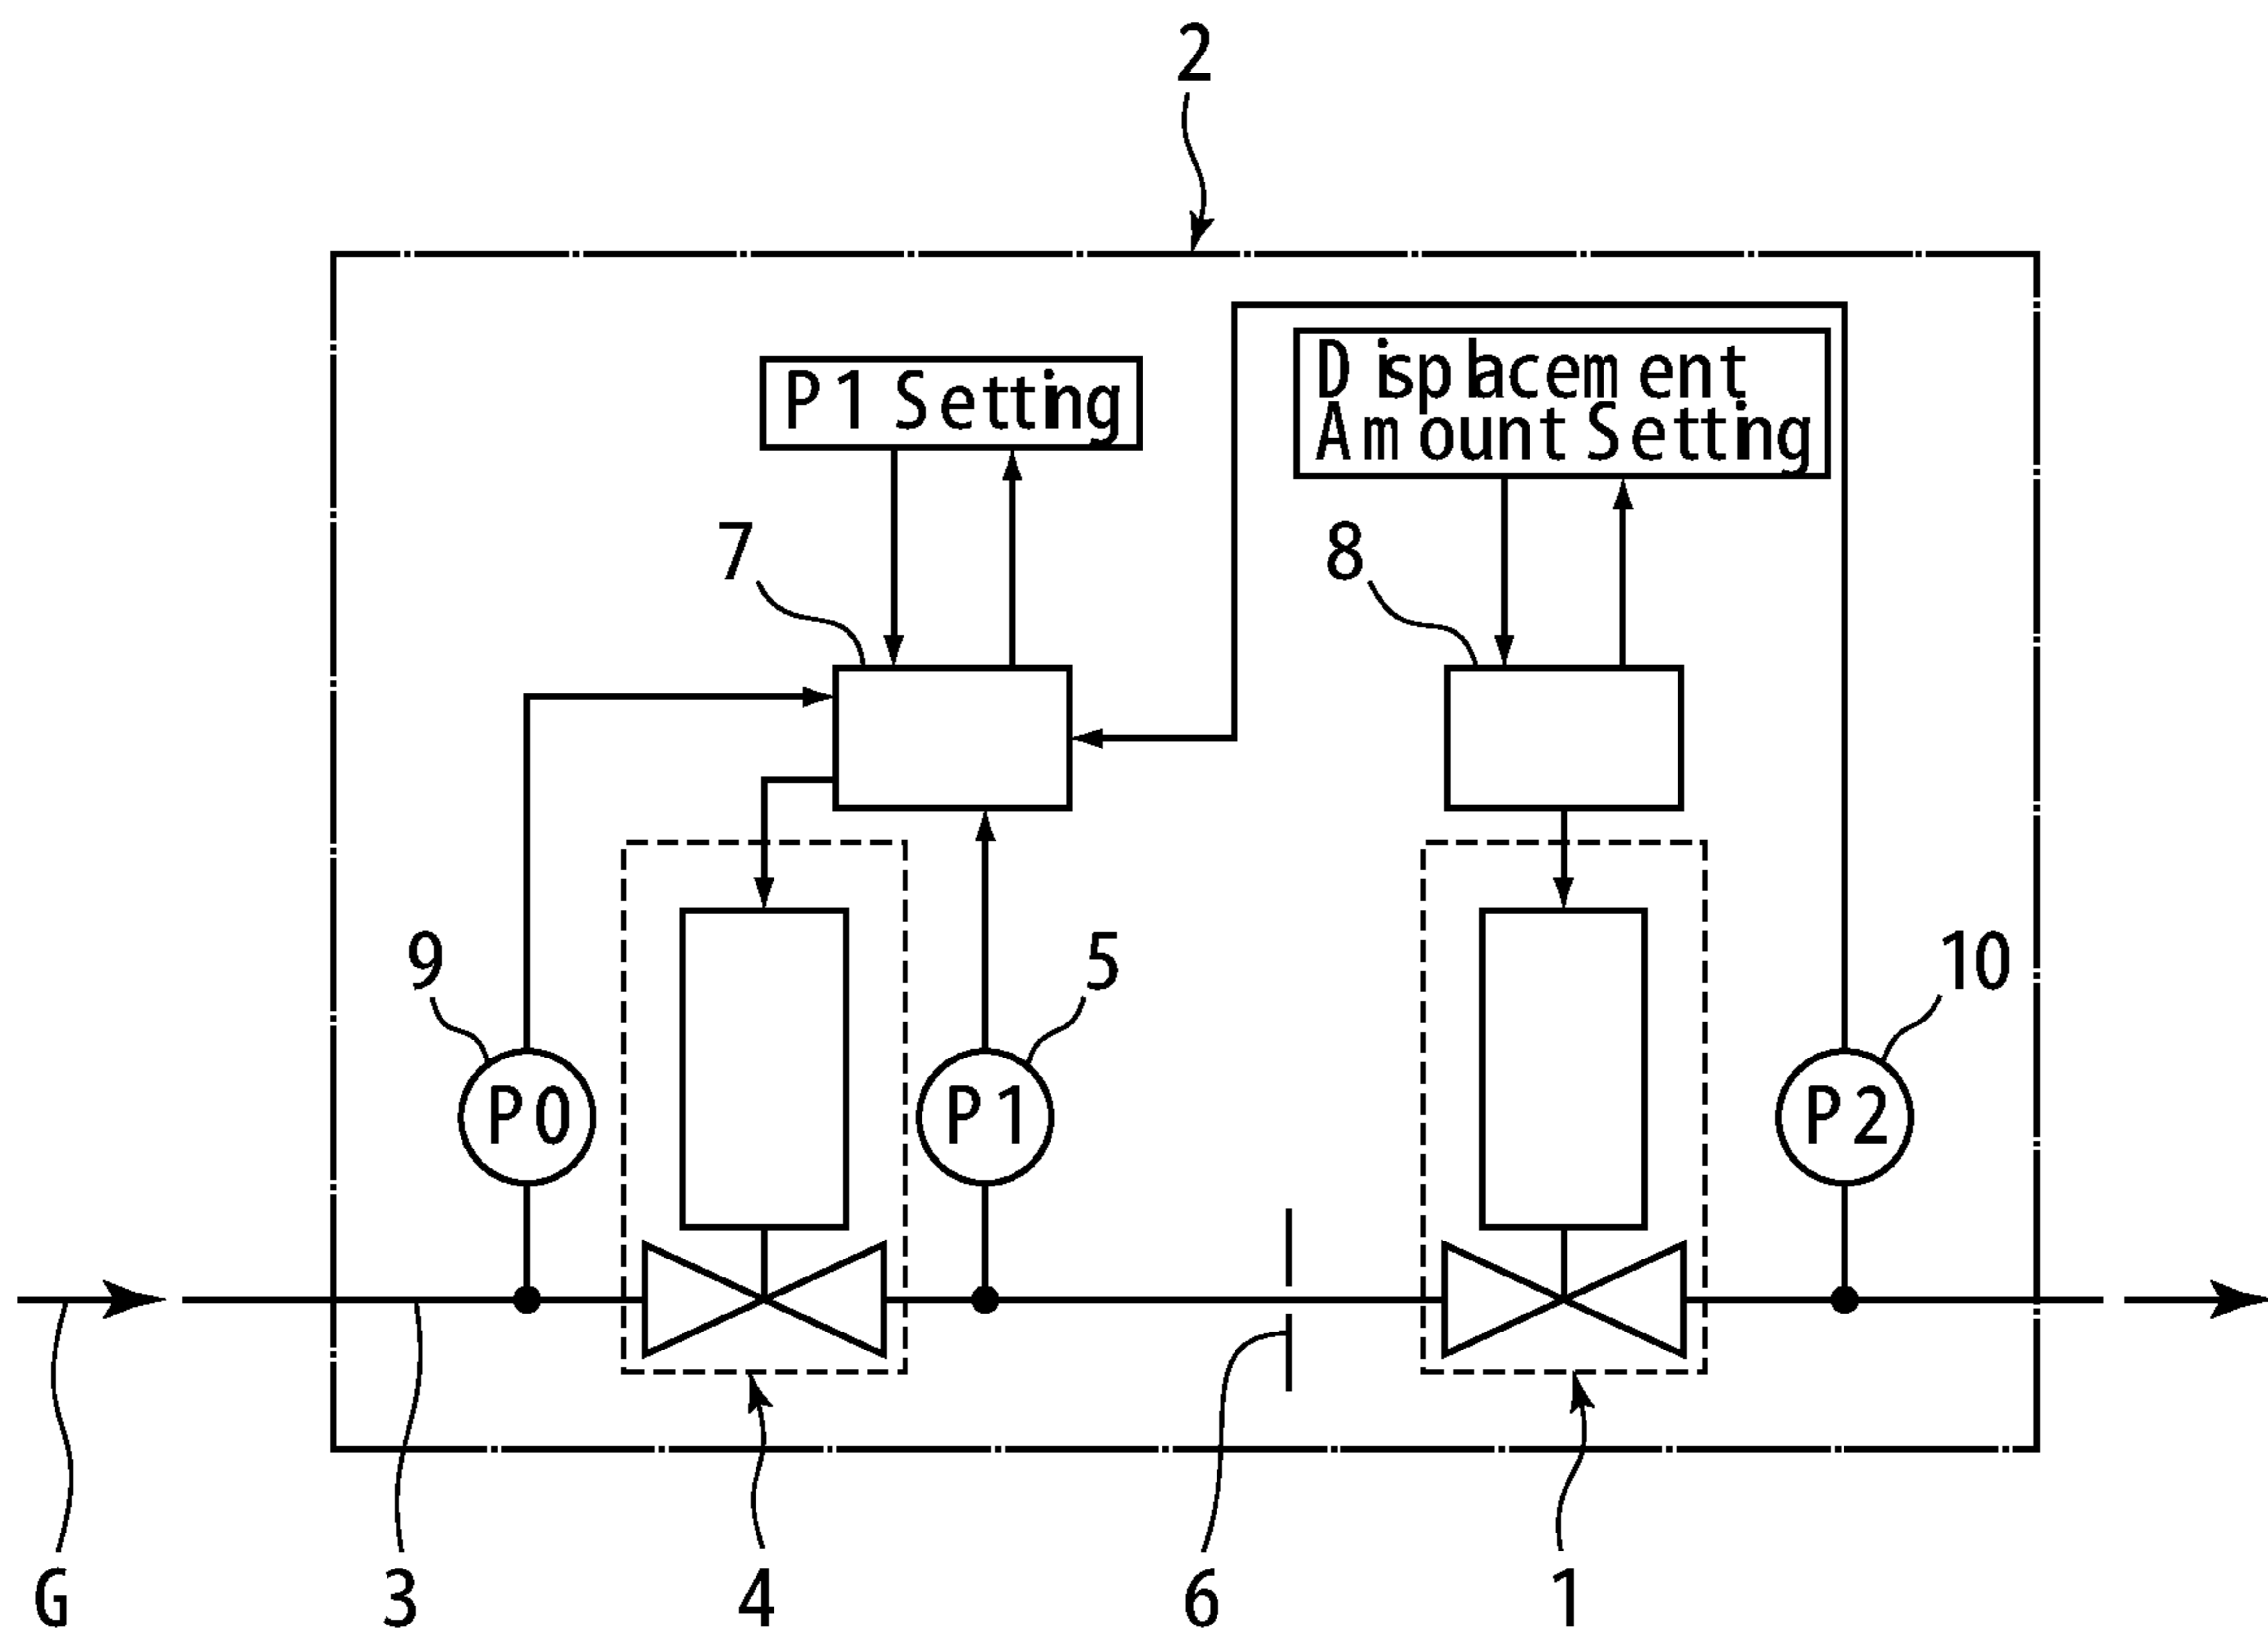 2
P1 Setting
Displacement
Amount Setting
7
8
9
5
10
P0
P1
P2
G
3
4
6
1